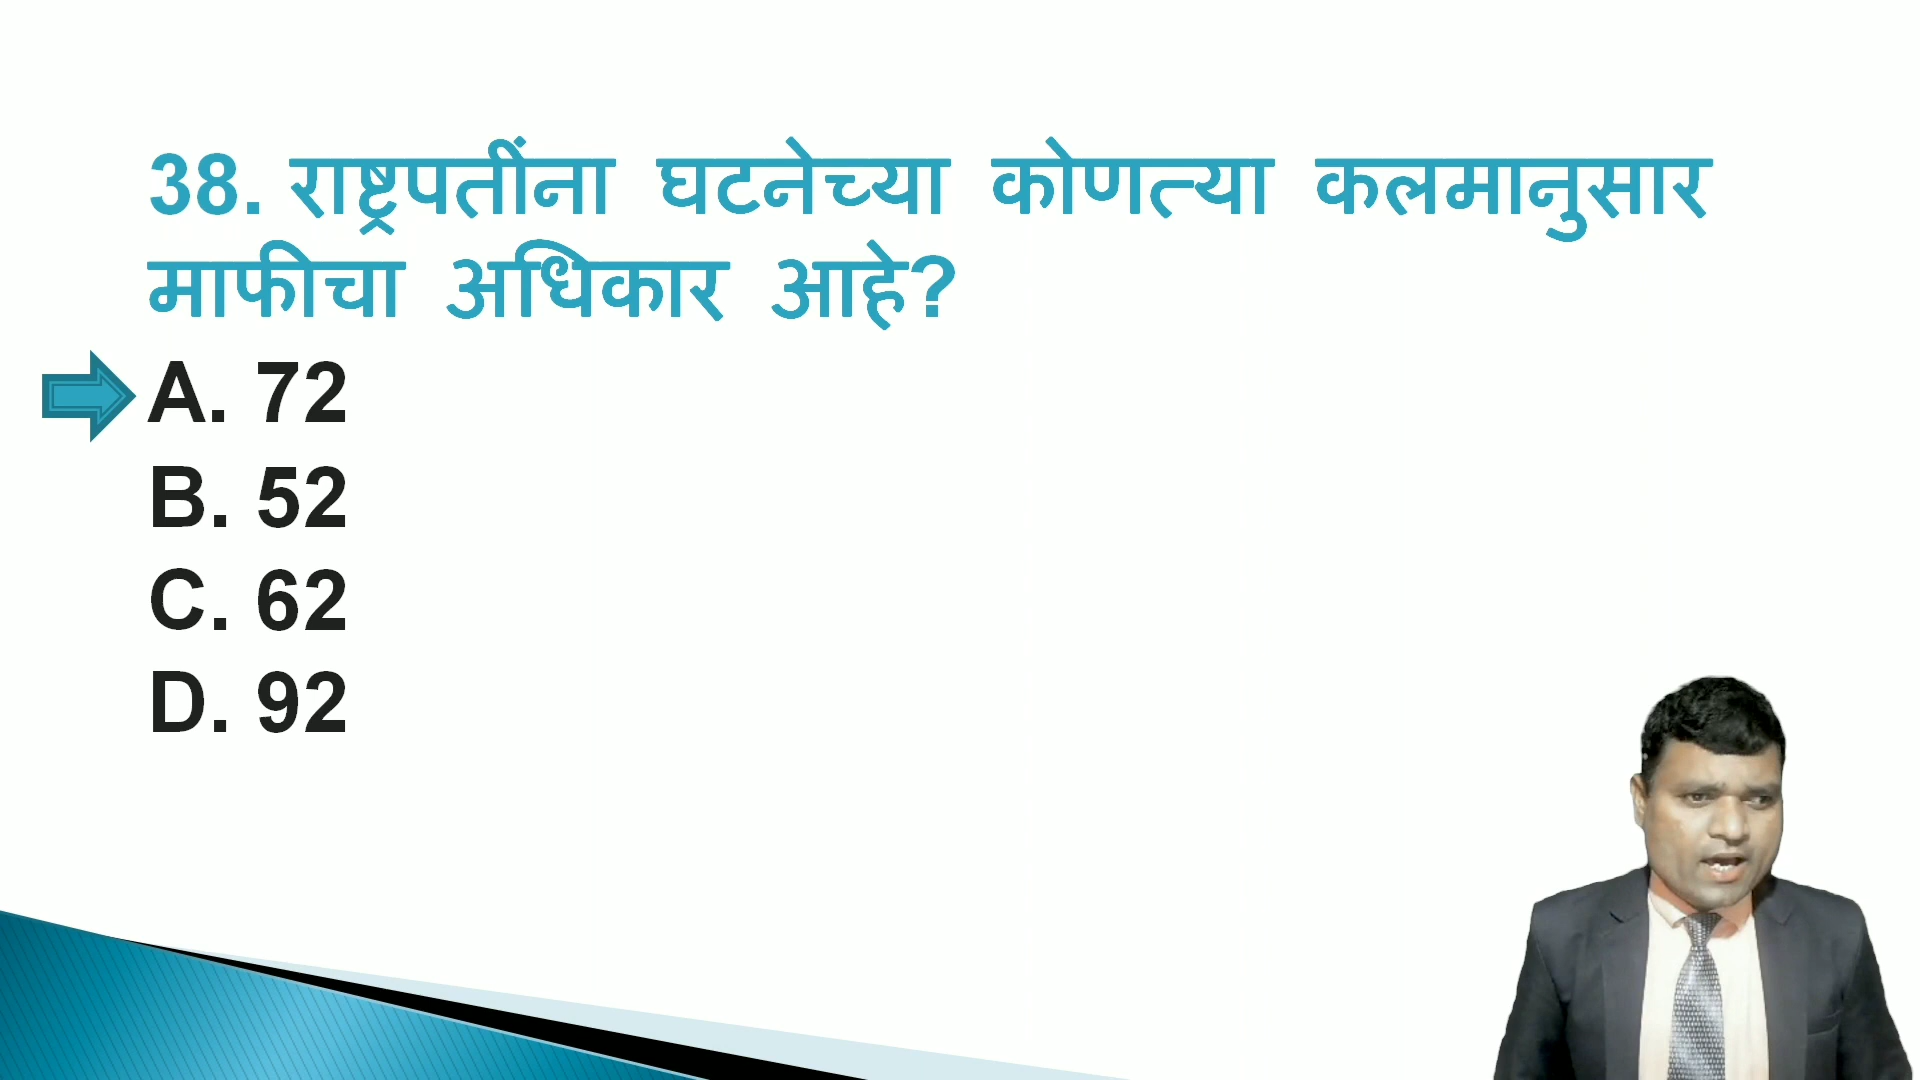 38. राष्ट्रपतींना घटनेच्या कोणत्या कलमानुसार
माफीचा अधिकार आहे?
A. 72
B. 52
C. 62
D. 92